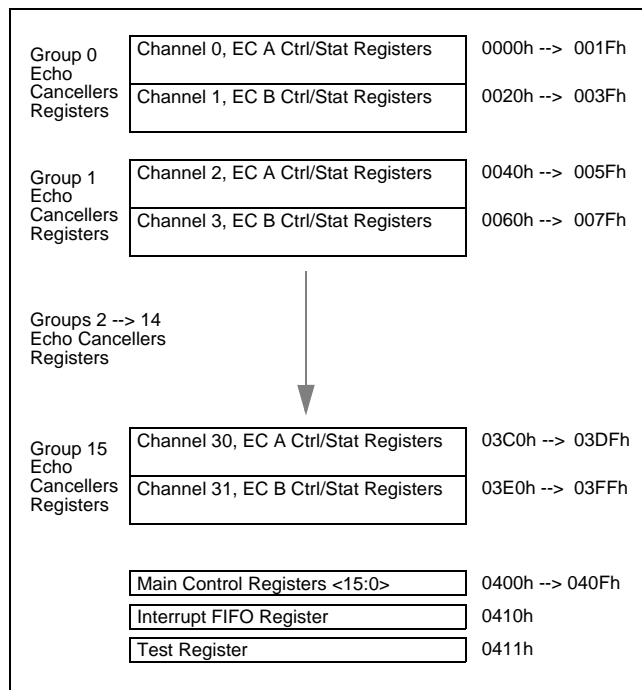 Group 0
Echo
Cancellers
Registers
Channel 0, EC A Ctrl/Stat Registers
0000h --> 001Fh
Channel 1, EC B Ctrl/Stat Registers
0020h --> 003Fh
Group 1
Echo
Cancellers
Registers
Channel 2, EC A Ctrl/Stat Registers
0040h --> 005Fh
Channel 3, EC B Ctrl/Stat Registers
0060h --> 007Fh
Groups 2 --> 14
Echo Cancellers
Registers
Group 15
Echo
Cancellers
Registers
Channel 30, EC A Ctrl/Stat Registers
03C0h --> 03DFh
Channel 31, EC B Ctrl/Stat Registers
03E0h --> 03FFh
Main Control Registers <15:0>
0400h --> 040Fh
Interrupt FIFO Register
0410h
Test Register
0411h